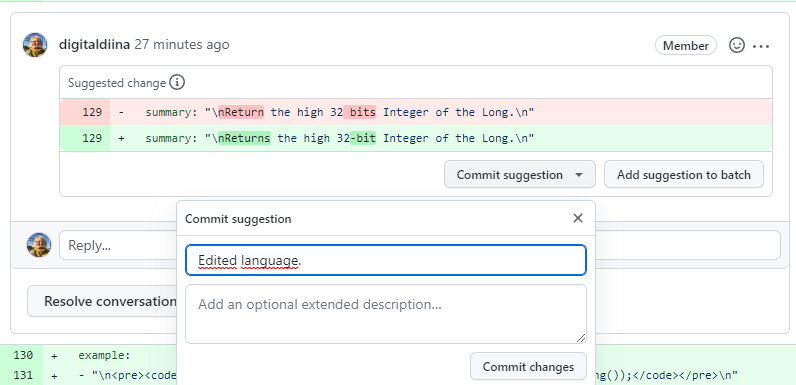 digitaldiina 27 minutes ago Member
Suggested change
129 - summary: "\nReturn the high 32 bits Integer of the Long.\n"
129 + summary: "\nReturns the high 32-bit Integer of the Long.\n"
Commit suggestion Add suggestion to batch
Commit suggestion
Reply...
Edited language.
Add an optional extended description...
Resolve conversation
Commit changes
130 + example:
131 + - "\n<pre><code ng());</code></pre>\n"